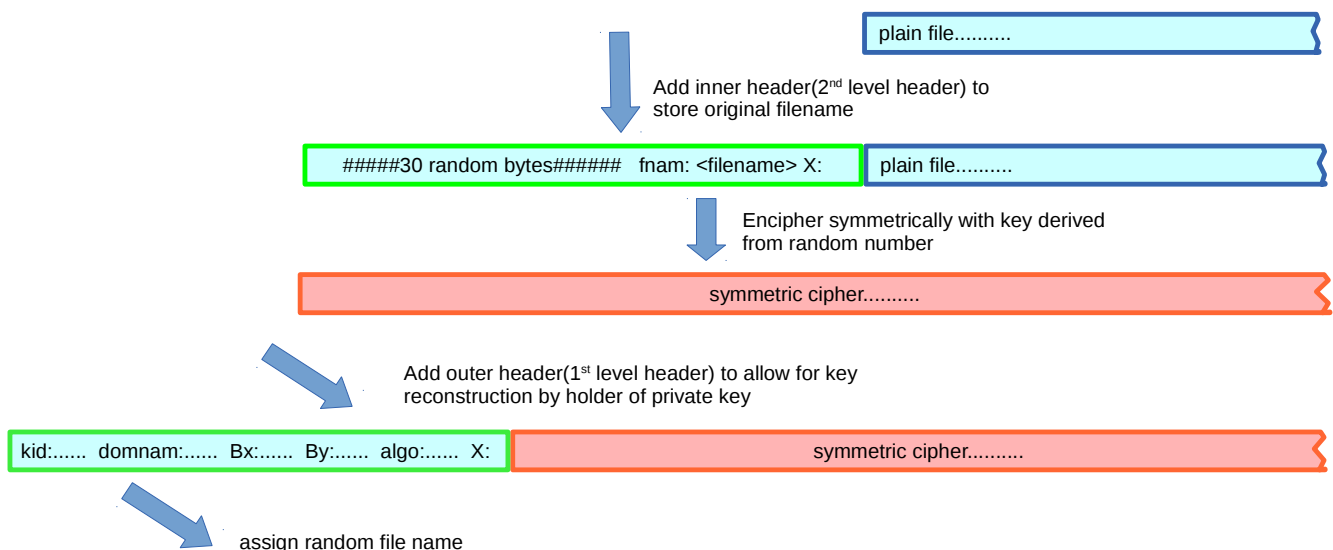 plain file..........
Add inner header(2nd level header) to
store original filename
#####30 random bytes###### fnam: <filename> X:
plain file..........
Encipher symmetrically with key derived
from random number
symmetric cipher..........
Add outer header(1st level header) to allow for key
reconstruction by holder of private key
kid:...... domnam:...... Bx:...... By:...... algo:...... X:
symmetric cipher..........
assign random file name